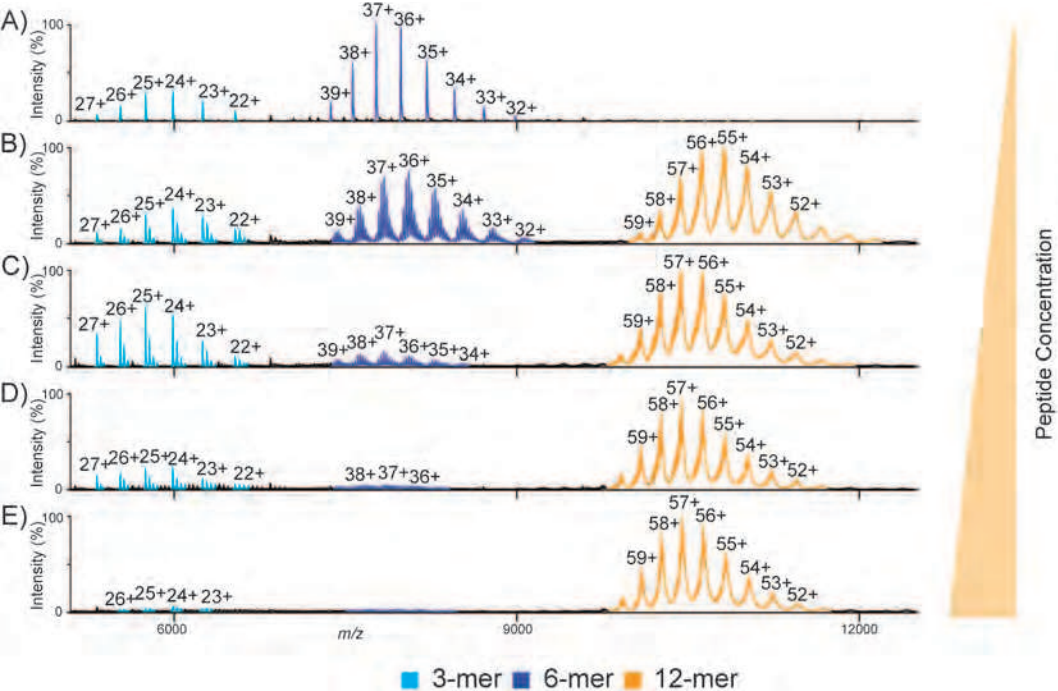 A)
Intensity (%)
100
0
27+ 26+ 25+ 24+ 23+ 22+
39+ 38+ 37+ 36+ 35+ 34+ 33+ 32+
B)
Intensity (%)
100
0
27+ 26+ 25+ 24+ 23+ 22+
39+ 38+ 37+ 36+ 35+ 34+ 33+ 32+
59+ 58+ 57+ 56+ 55+ 54+ 53+ 52+
C)
Intensity (%)
100
0
27+ 26+ 25+ 24+ 23+ 22+
39+ 38+ 37+ 36+ 35+ 34+
59+ 58+ 57+ 56+ 55+ 54+ 53+ 52+
D)
Intensity (%)
100
0
27+ 26+ 25+ 24+ 23+ 22+
38+ 37+ 36+
59+ 58+ 57+ 56+ 55+ 54+ 53+ 52+
E)
Intensity (%)
100
0
26+ 25+ 24+ 23+
59+ 58+ 57+ 56+ 55+ 54+ 53+ 52+
6000 m/z 9000 12000
3-mer 6-mer 12-mer
Peptide Concentration